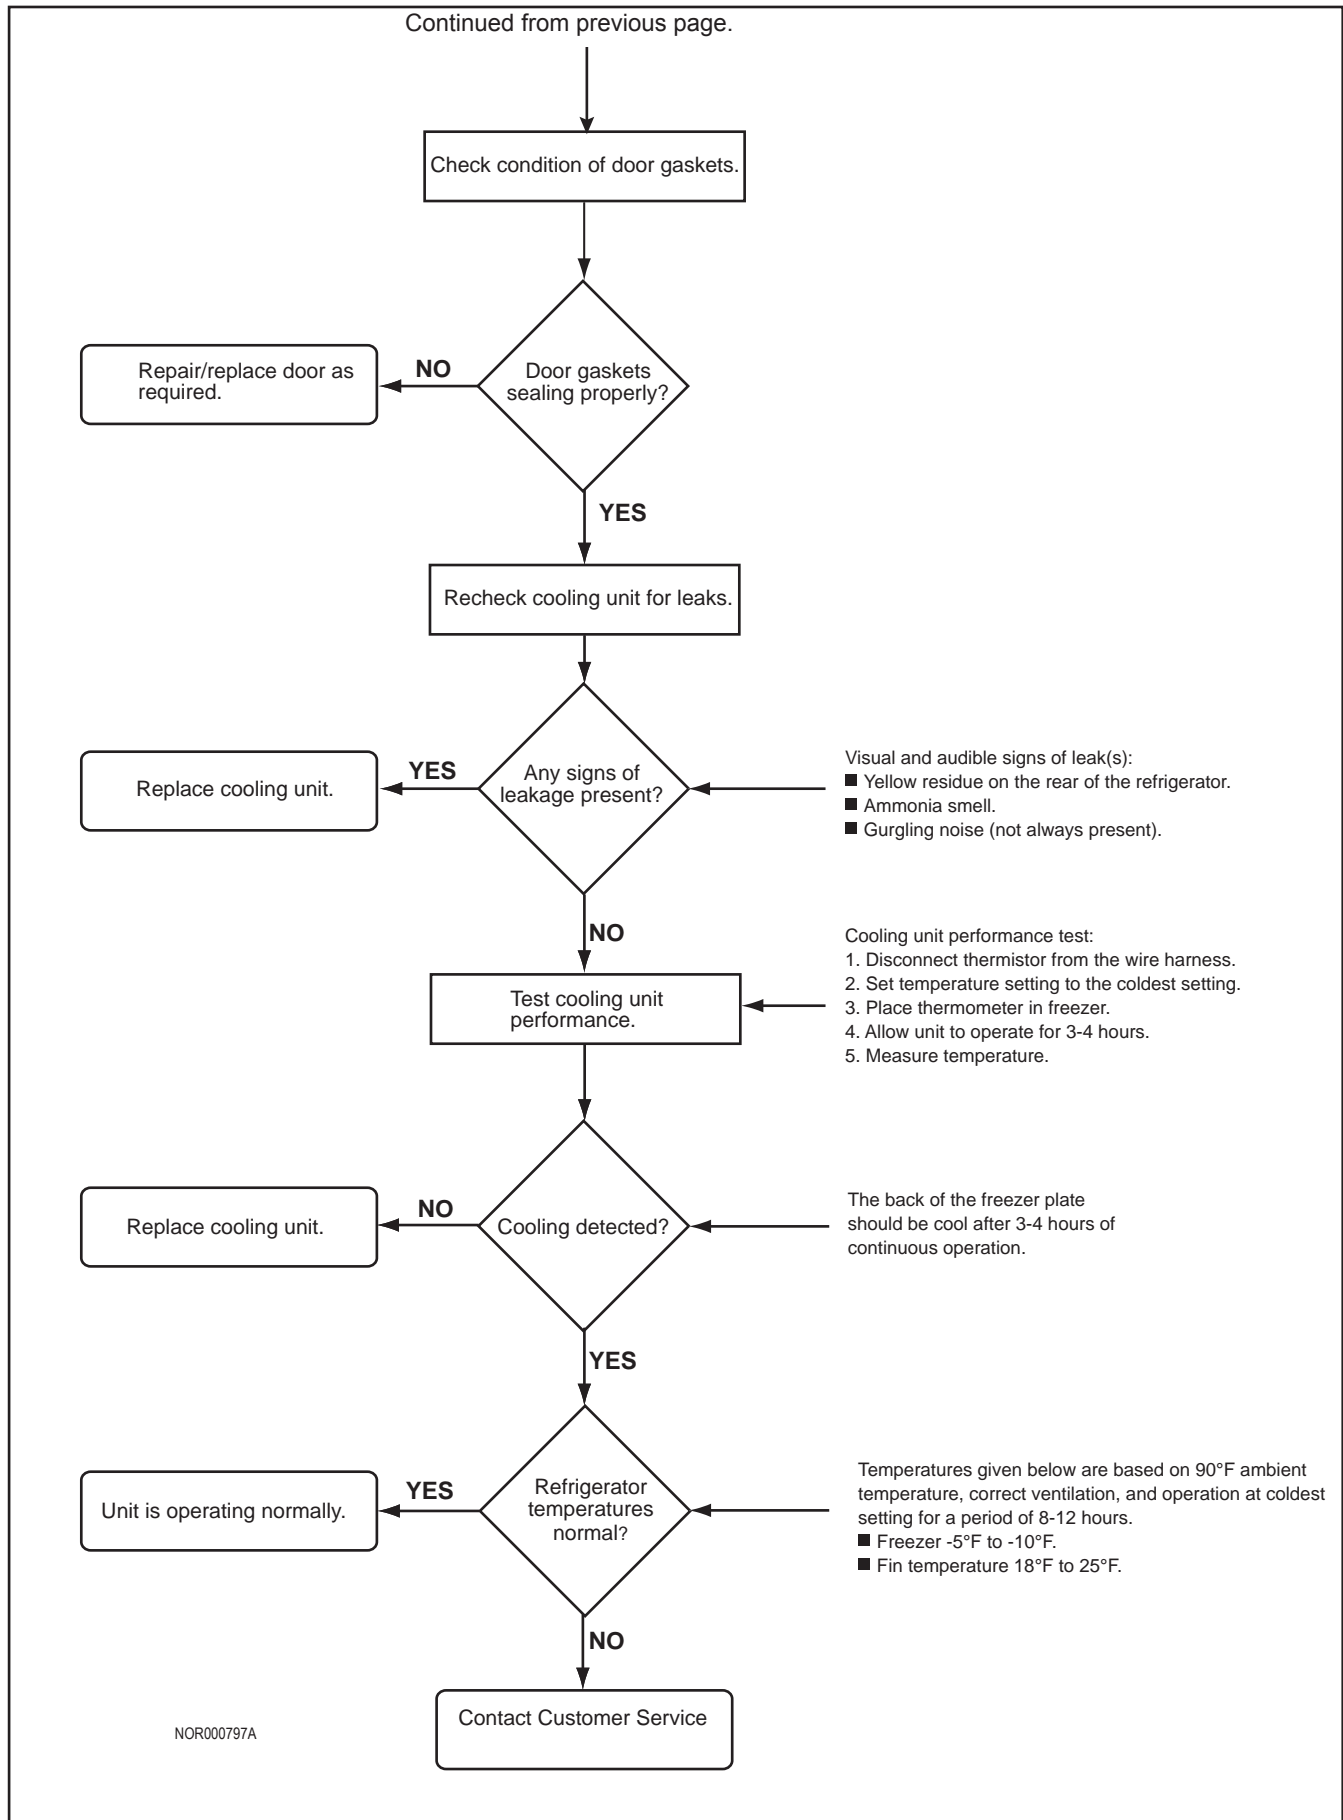 Continued from previous page.
Check condition of door gaskets.
Door gaskets
sealing properly?
NO
Repair/replace door as
required.
YES
Recheck cooling unit for leaks.
Any signs of
leakage present?
YES
Replace cooling unit.
Visual and audible signs of leak(s):
■ Yellow residue on the rear of the refrigerator.
■ Ammonia smell.
■ Gurgling noise (not always present).
NO
Test cooling unit
performance.
Cooling unit performance test:
1. Disconnect thermistor from the wire harness.
2. Set temperature setting to the coldest setting.
3. Place thermometer in freezer.
4. Allow unit to operate for 3-4 hours.
5. Measure temperature.
Cooling detected?
NO
Replace cooling unit.
The back of the freezer plate
should be cool after 3-4 hours of
continuous operation.
YES
Refrigerator
temperatures
normal?
YES
Unit is operating normally.
Temperatures given below are based on 90°F ambient
temperature, correct ventilation, and operation at coldest
setting for a period of 8-12 hours.
■ Freezer -5°F to -10°F.
■ Fin temperature 18°F to 25°F.
NO
Contact Customer Service
NOR000797A